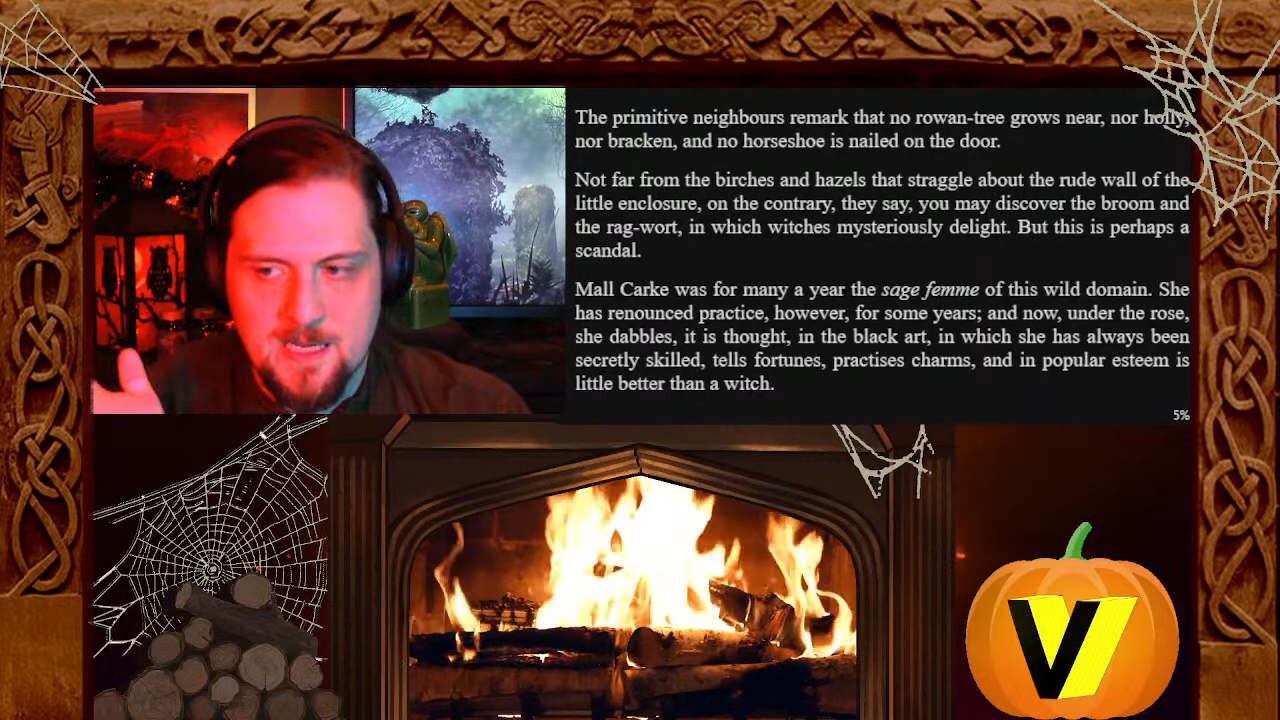 The primitive neighbours remark that no rowan-tree grows near, nor holly,
nor bracken, and no horseshoe is nailed on the door.
Not far from the birches and hazels that straggle about the rude wall of the
little enclosure, on the contrary, they say, you may discover the broom and
the rag-wort, in which witches mysteriously delight. But this is perhaps a
scandal.
Mall Carke was for many a year the sage femme of this wild domain. She
has renounced practice, however, for some years; and now, under the rose,
she dabbles, it is thought, in the black art, in which she has always been
secretly skilled, tells fortunes, practises charms, and in popular esteem is
little better than a witch.
5%
V